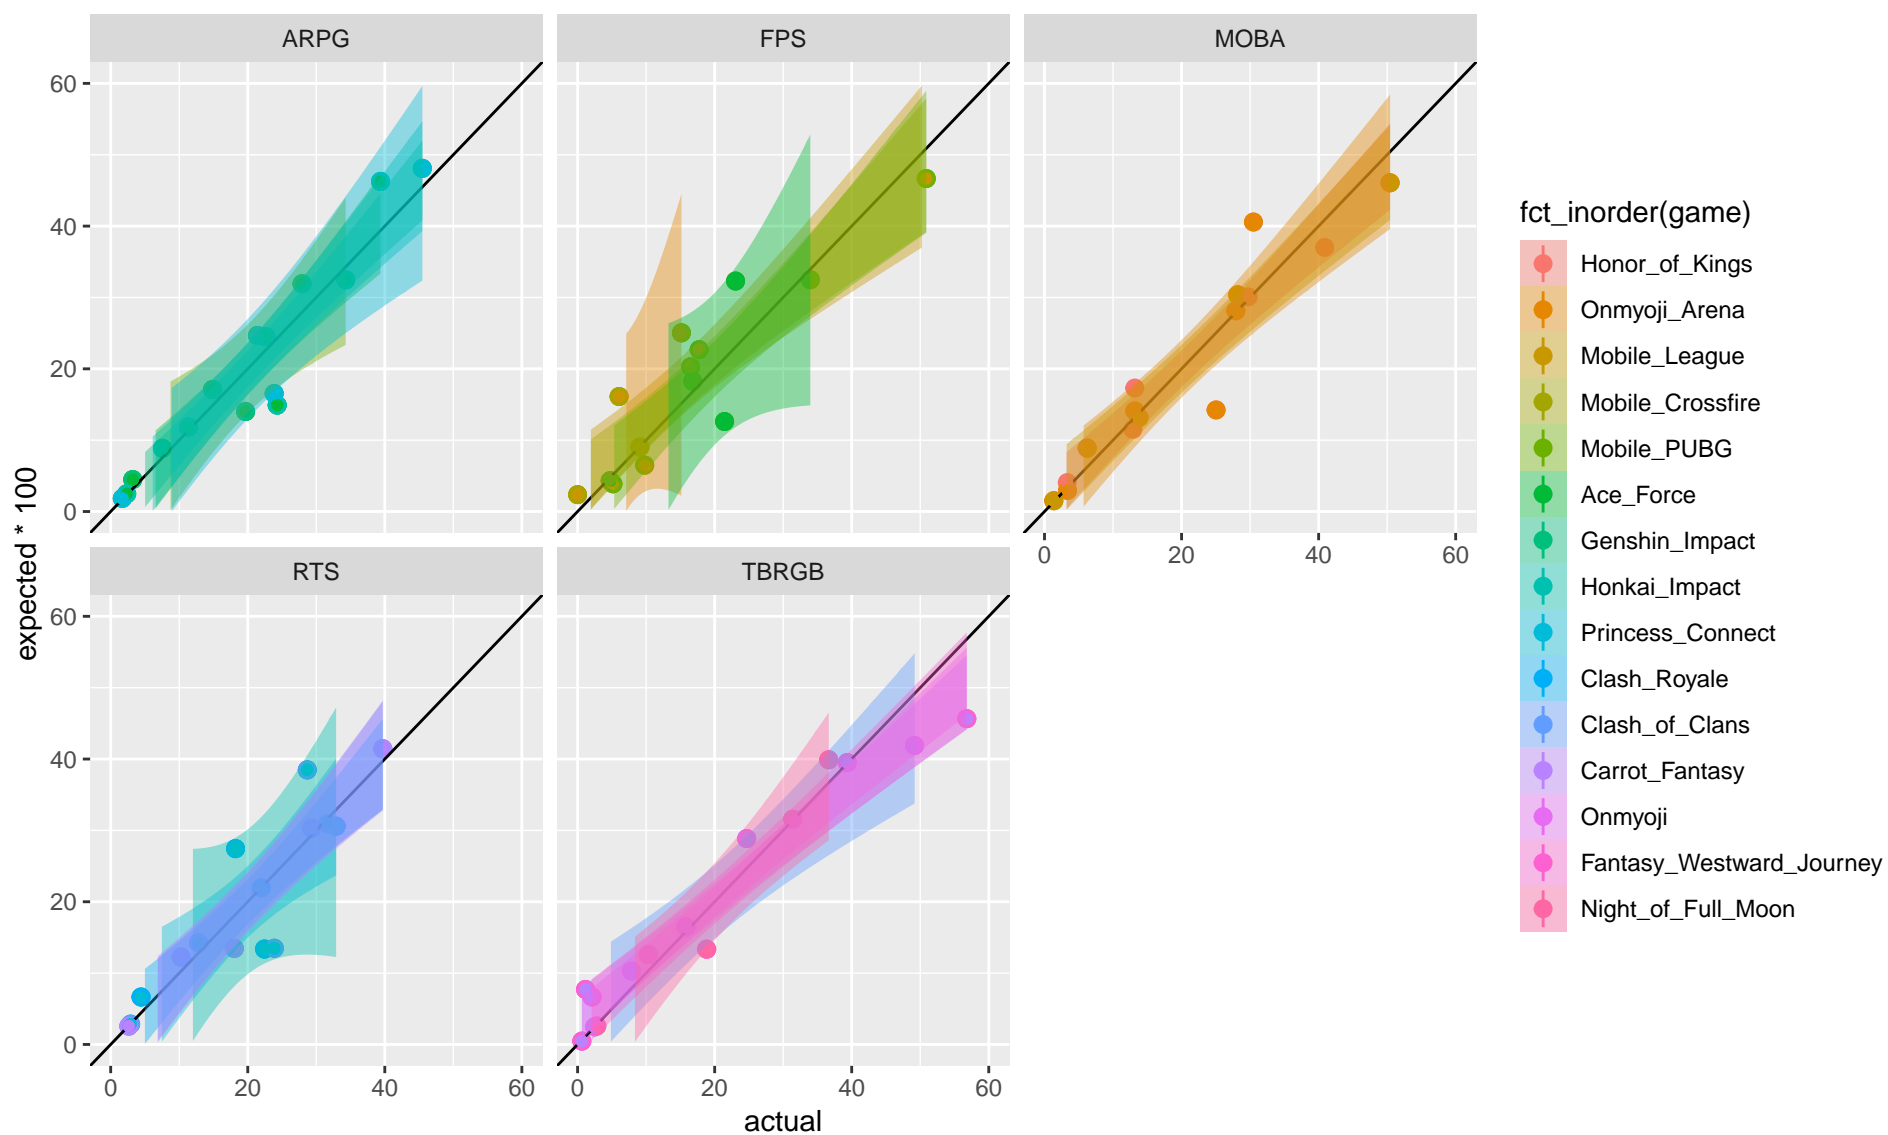 ARPG
FPS
MOBA
60
40
20
0
0
20
40
60
RTS
TBRGB
60
40
20
0
0
20
40
60
0
20
40
60
expected * 100
actual
fct_inorder(game)
Honor_of_Kings
Onmyoji_Arena
Mobile_League
Mobile_Crossfire
Mobile_PUBG
Ace_Force
Genshin_Impact
Honkai_Impact
Princess_Connect
Clash_Royale
Clash_of_Clans
Carrot_Fantasy
Onmyoji
Fantasy_Westward_Journey
Night_of_Full_Moon